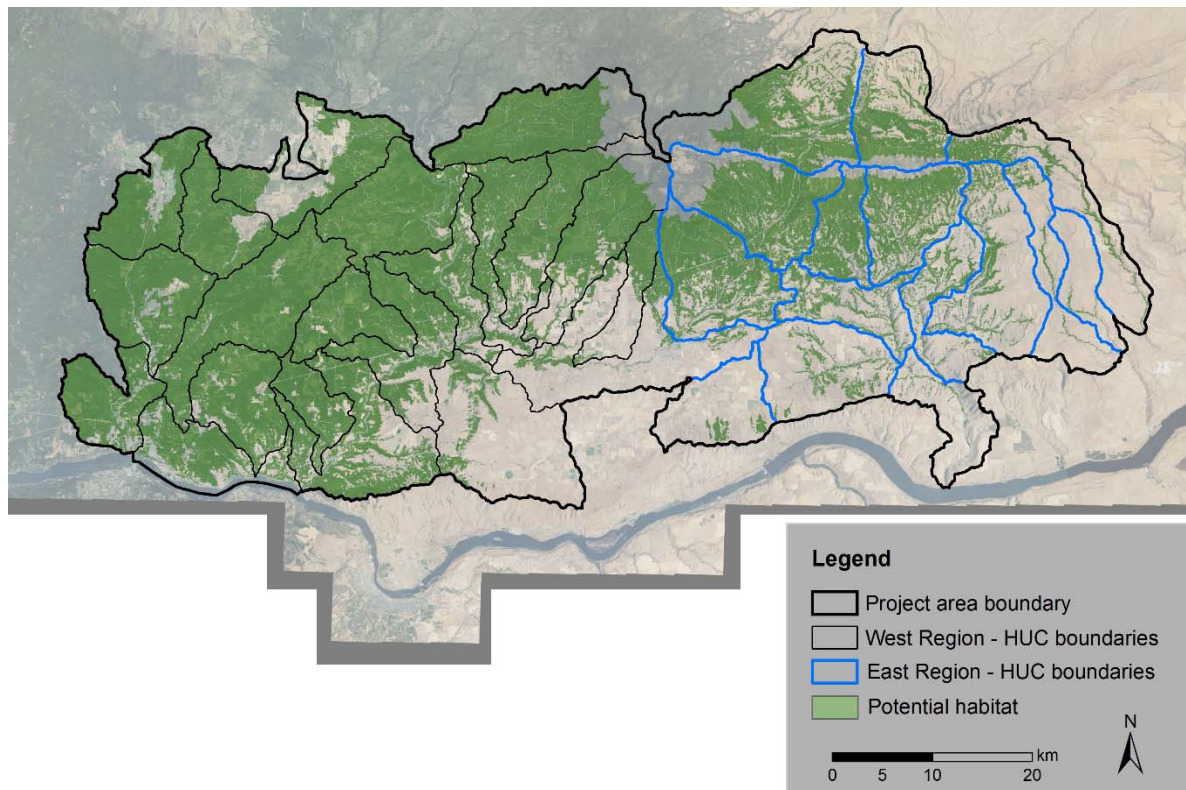 Legend
Project area boundary
West Region - HUC boundaries
East Region - HUC boundaries
Potential habitat
N
km
0 5 10 20